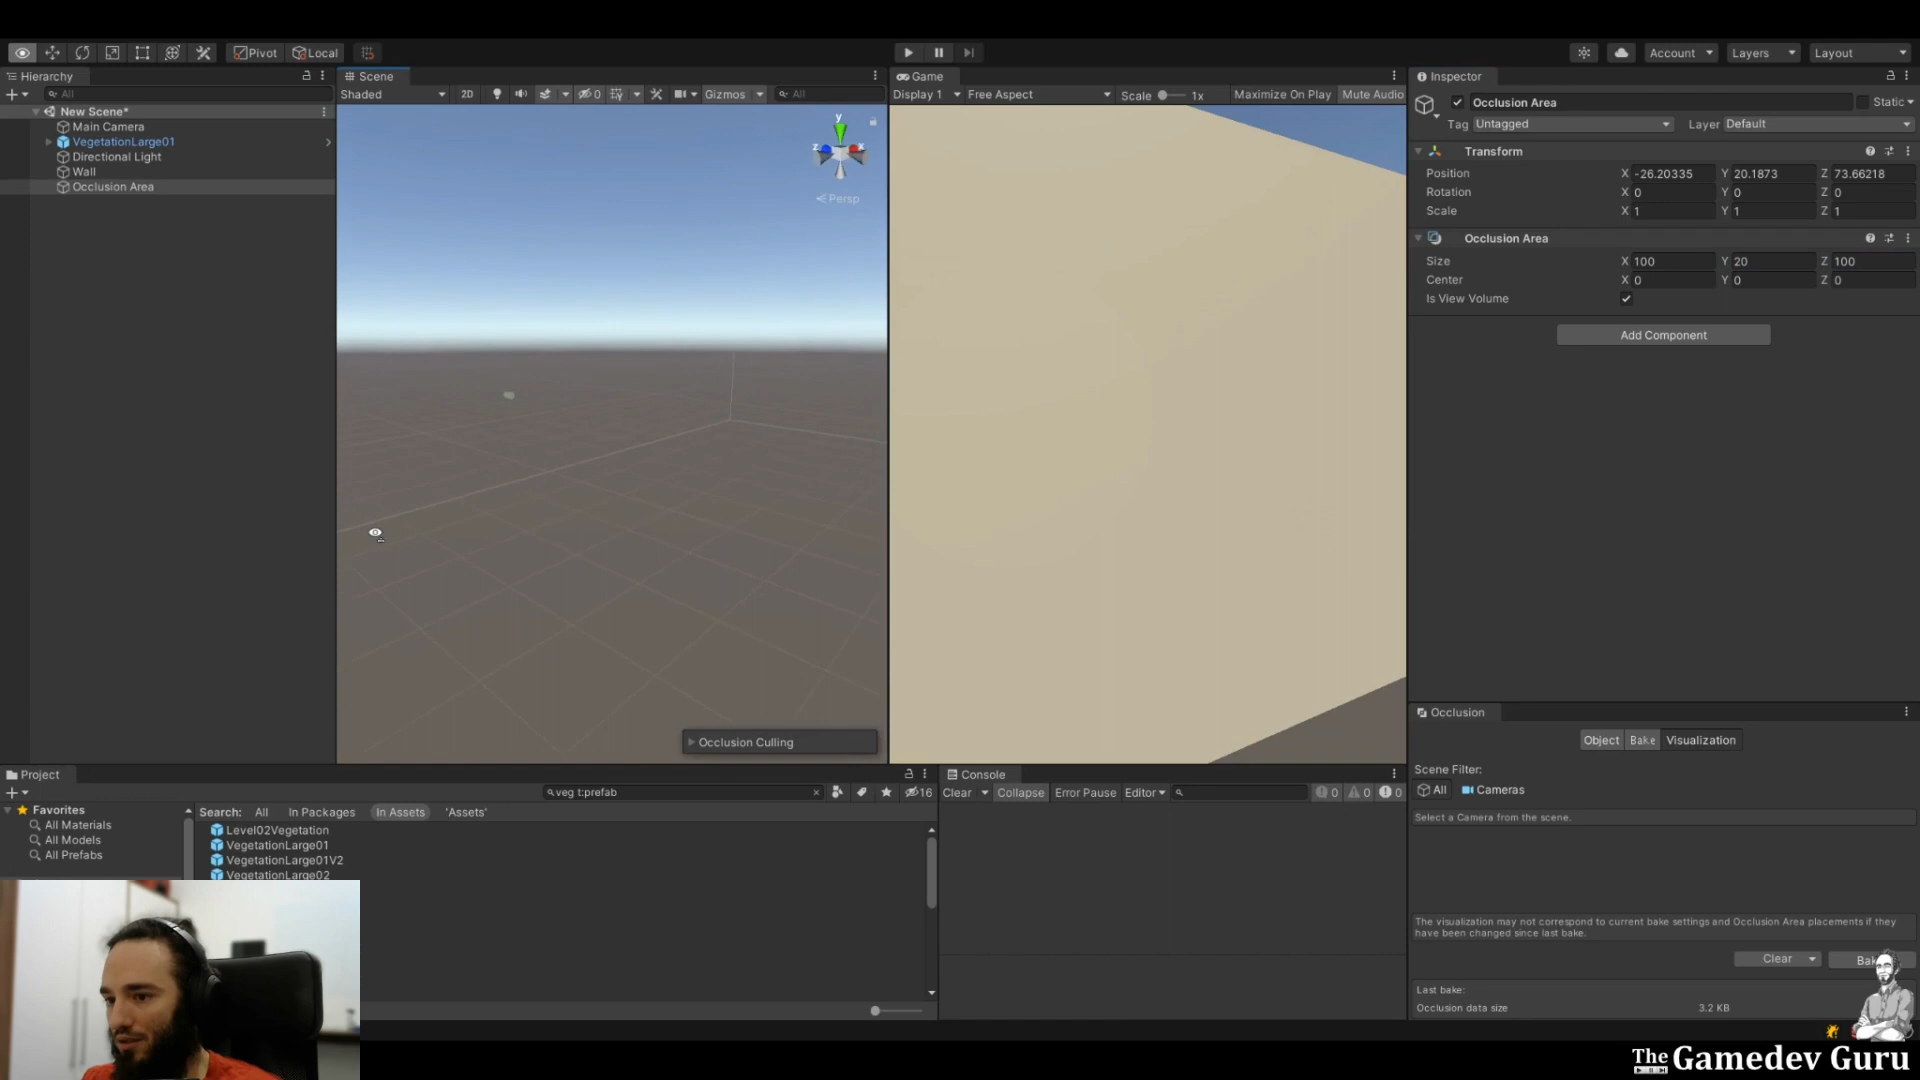 Pivot Local Account Layers Layout
Hierarchy
All
New Scene*
Main Camera
VegetationLarge01
Directional Light
Wall
Occlusion Area
Scene
Shaded 2D 0 Gizmos All
y
z x
Persp
Occlusion Culling
Game
Display 1 Free Aspect Scale 1x Maximize On Play Mute Audio
Inspector
Occlusion Area Static
Tag Untagged Layer Default
Transform
Position X -26.20335 Y 20.1873 Z 73.66218
Rotation X 0 Y 0 Z 0
Scale X 1 Y 1 Z 1
Occlusion Area
Size X 100 Y 20 Z 100
Center X 0 Y 0 Z 0
Is View Volume
Add Component
Occlusion
Object Bake Visualization
Scene Filter:
All Cameras
Select a Camera from the scene.
The visualization may not correspond to current bake settings and Occlusion Area placements if they
have been changed since last bake.
Clear
Last bake:
Occlusion data size 3.2 KB
Project
veg t:prefab 16
Favorites
All Materials
All Models
All Prefabs
Search: All In Packages In Assets 'Assets'
Level02Vegetation
VegetationLarge01
VegetationLarge01V2
VegetationLarge02
Console
Clear Collapse Error Pause Editor 0 0 0
The Gamedev Guru